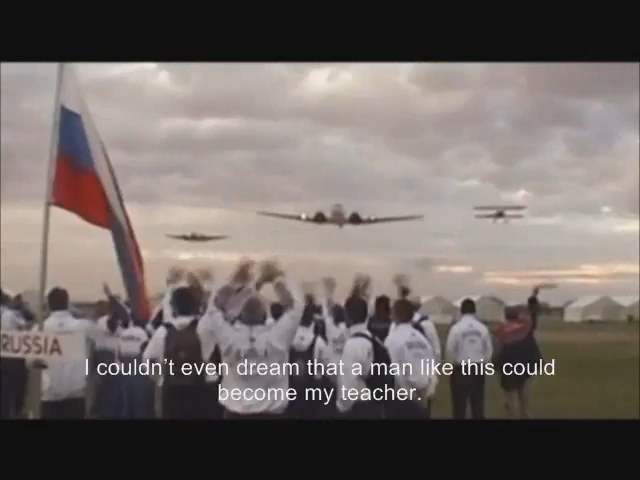 RUSSIA
I couldn't even dream that a man like this could
become my teacher.